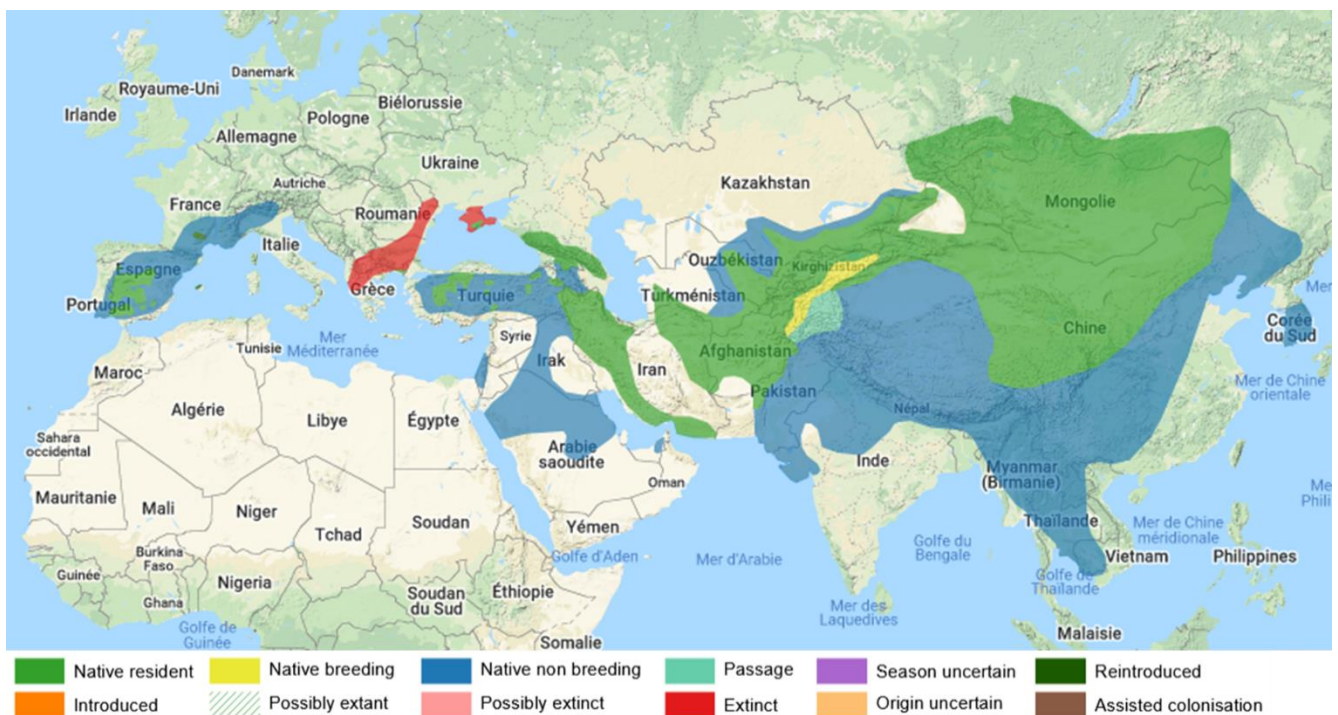 Danemark
Royaume-Uni
Irlande
Biélorussie
Pologne
Allemagne
Ukraine
Autriche
France
Kazakhstan
Roumanie
Mongolie
Italie
Espagne
Ouzbékistan
Kirghizistan
Portugal
Grèce
Turquie
Turkménistan
Mer
Méditerranée
Tunisie
Syrie
Chine
Corée
du Sud
Maroc
Irak
Iran
Afghanistan
Mer de Chine
orientale
Algérie
Libye
Égypte
Pakistan
Népal
Sahara
occidental
Arabie
saoudite
Inde
Myanmar
(Birmanie)
Mauritanie
Mali
Niger
Oman
Tchad
Soudan
Yémen
Thaïlande
Mer de Chine
méridionale
Burkina
Faso
Golfe d'Aden
Mer d'Arabie
Golfe du
Bengale
Vietnam
Philippines
Guinée
Nigeria
Golfe de
Thaïlande
Ghana
Soudan
du Sud
Éthiopie
Mer des
Laquedives
Golfe de
Guinée
Somalie
Malaisie
Native resident
Native breeding
Native non breeding
Passage
Season uncertain
Reintroduced
Introduced
Possibly extant
Possibly extinct
Extinct
Origin uncertain
Assisted colonisation